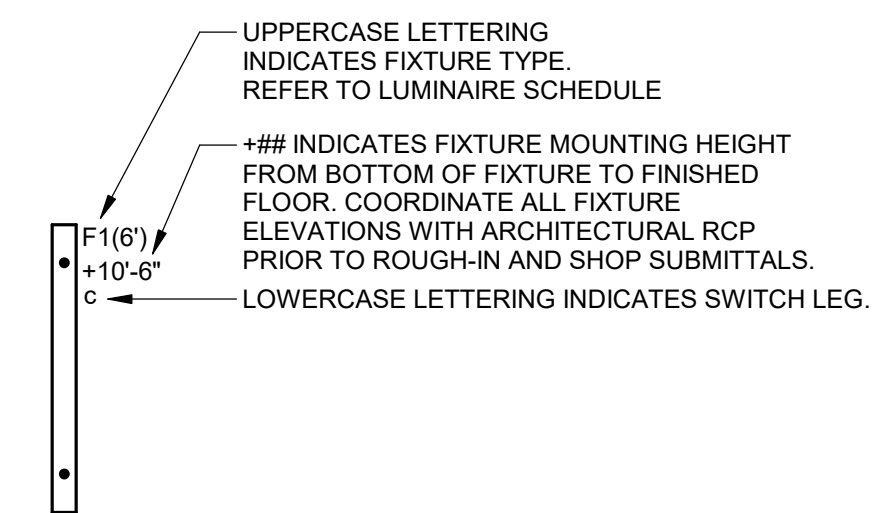 UPPERCASE LETTERING
INDICATES FIXTURE TYPE.
REFER TO LUMINAIRE SCHEDULE
+## INDICATES FIXTURE MOUNTING HEIGHT
FROM BOTTOM OF FIXTURE TO FINISHED
FLOOR. COORDINATE ALL FIXTURE
ELEVATIONS WITH ARCHITECTURAL RCP
PRIOR TO ROUGH-IN AND SHOP SUBMITTALS.
F1(6')
+10'-6"
c
LOWERCASE LETTERING INDICATES SWITCH LEG.